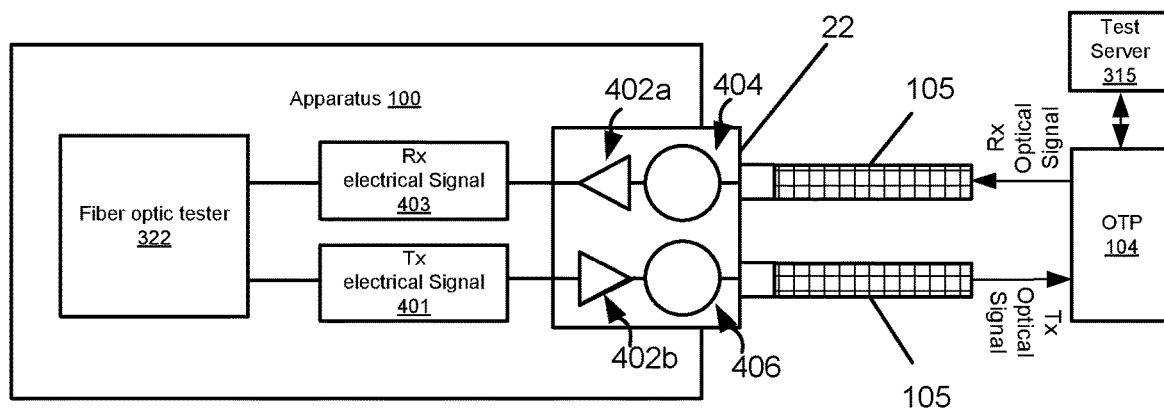 22
Test
Server
315
402a
404
105
Apparatus 100
Rx
Optical
Signal
Rx
electrical Signal
403
Fiber optic tester
322
OTP
104
Tx
electrical Signal
401
Tx
Optical
Signal
402b
406
105